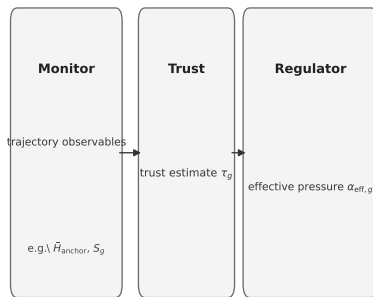 Monitor
trajectory observables
e.g.\ H̄_anchor, S_g
Trust
trust estimate τ_g
Regulator
effective pressure α_eff,g